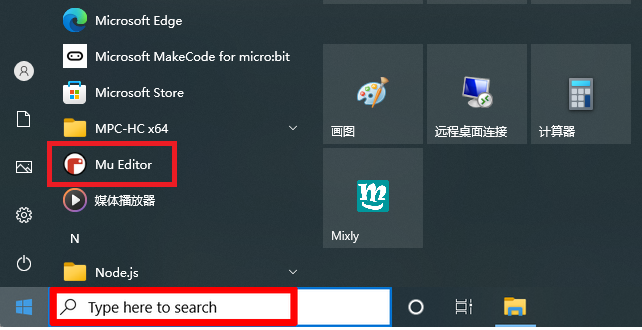 Microsoft Edge
Microsoft MakeCode for micro:bit
Microsoft Store
MPC-HC x64
Mu Editor
媒体播放器
N
Node.js
画图
远程桌面连接
计算器
Mixly
Type here to search